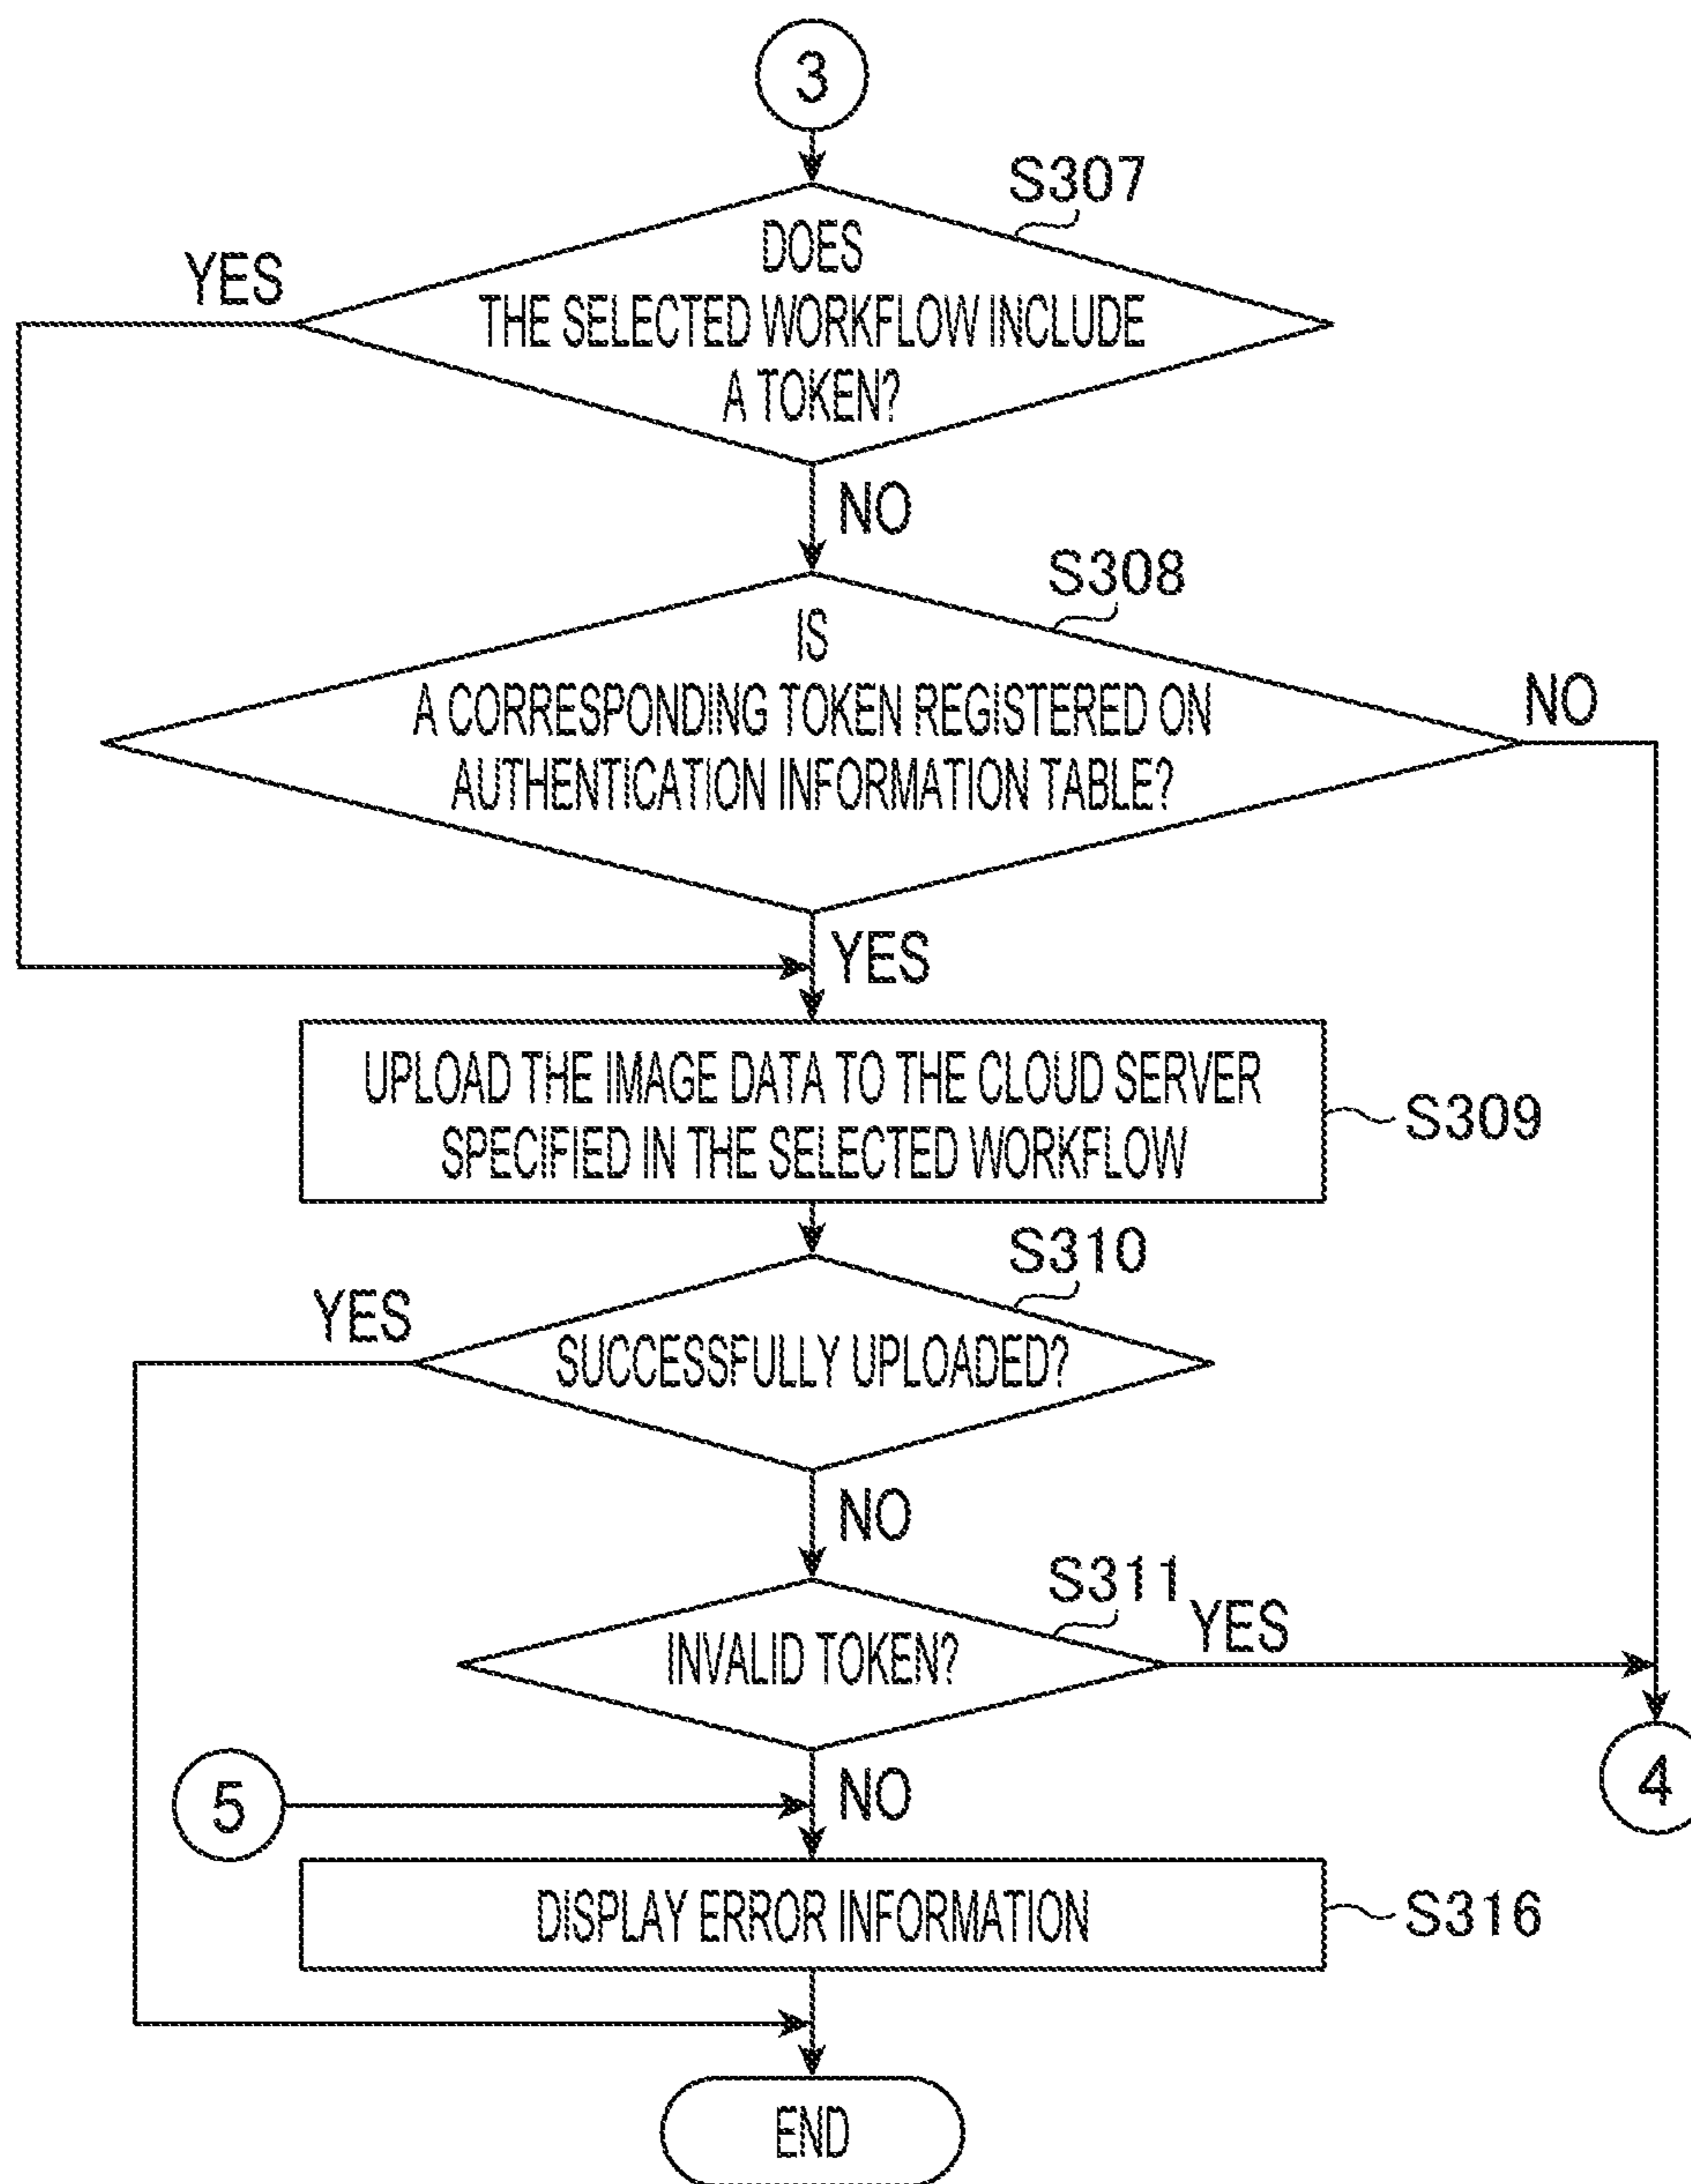 3
S307
DOES
YES
THE SELECTED WORKFLOW INCLUDE
A TOKEN?
NO
S308
IS
A CORRESPONDING TOKEN REGISTERED ON
NO
AUTHENTICATION INFORMATION TABLE?
YES
UPLOAD THE IMAGE DATA TO THE CLOUD SERVER
SPECIFIED IN THE SELECTED WORKFLOW
S309
S310
YES
SUCCESSFULLY UPLOADED?
NO
S311
YES
INVALID TOKEN?
NO
5
4
DISPLAY ERROR INFORMATION
S316
END